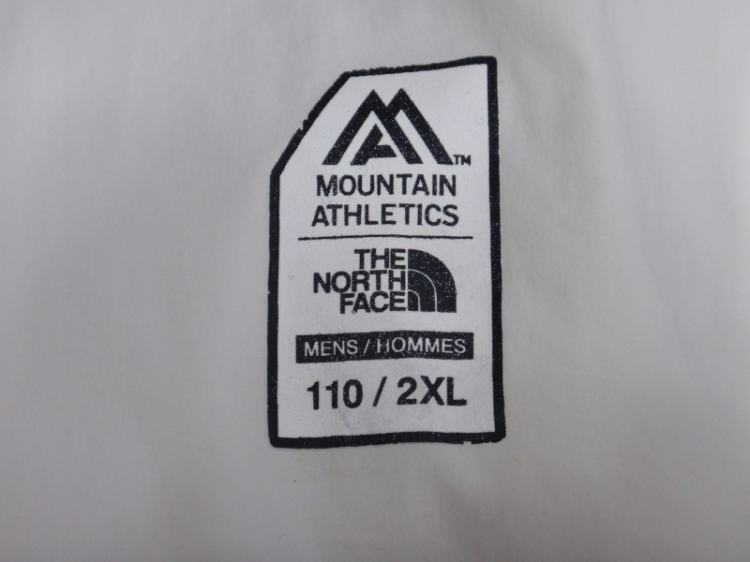 TM
MOUNTAIN
ATHLETICS
THE
NORTH
FACE
MENS / HOMMES
110 / 2XL